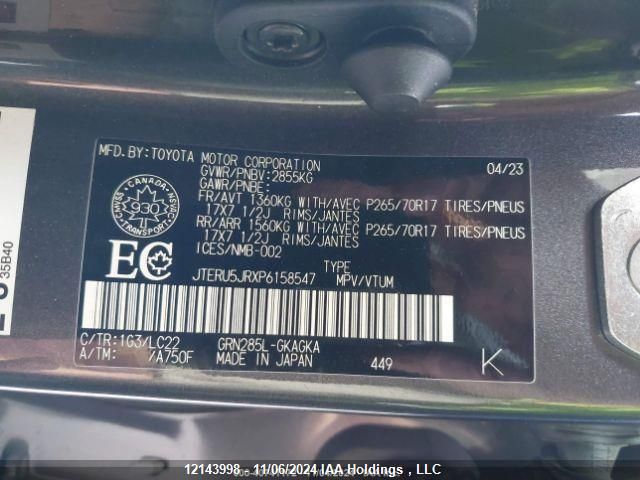 MFD.BY:TOYOTA MOTOR CORPORATION 04/23
GVWR/PNBV:2855KG
GAWR/PNBE:
FR/AVT 1360KG WITH/AVEC P265/70R17 TIRES/PNEUS
17X7 1/2J RIMS/JANTES
RR/ARR 1560KG WITH/AVEC P265/70R17 TIRES/PNEUS
17X7 1/2J RIMS/JANTES
ICES/NMB-002
CANADA
930
TRANSPORT
EC
TYPE
JTERU5JRXP6158547 MPV/VTUM
C/TR:1G3/LC22 GRN285L-GKAGKA
A/TM: /A750F MADE IN JAPAN 449 K
35B40
12143998 - 11/06/2024 IAA Holdings , LLC